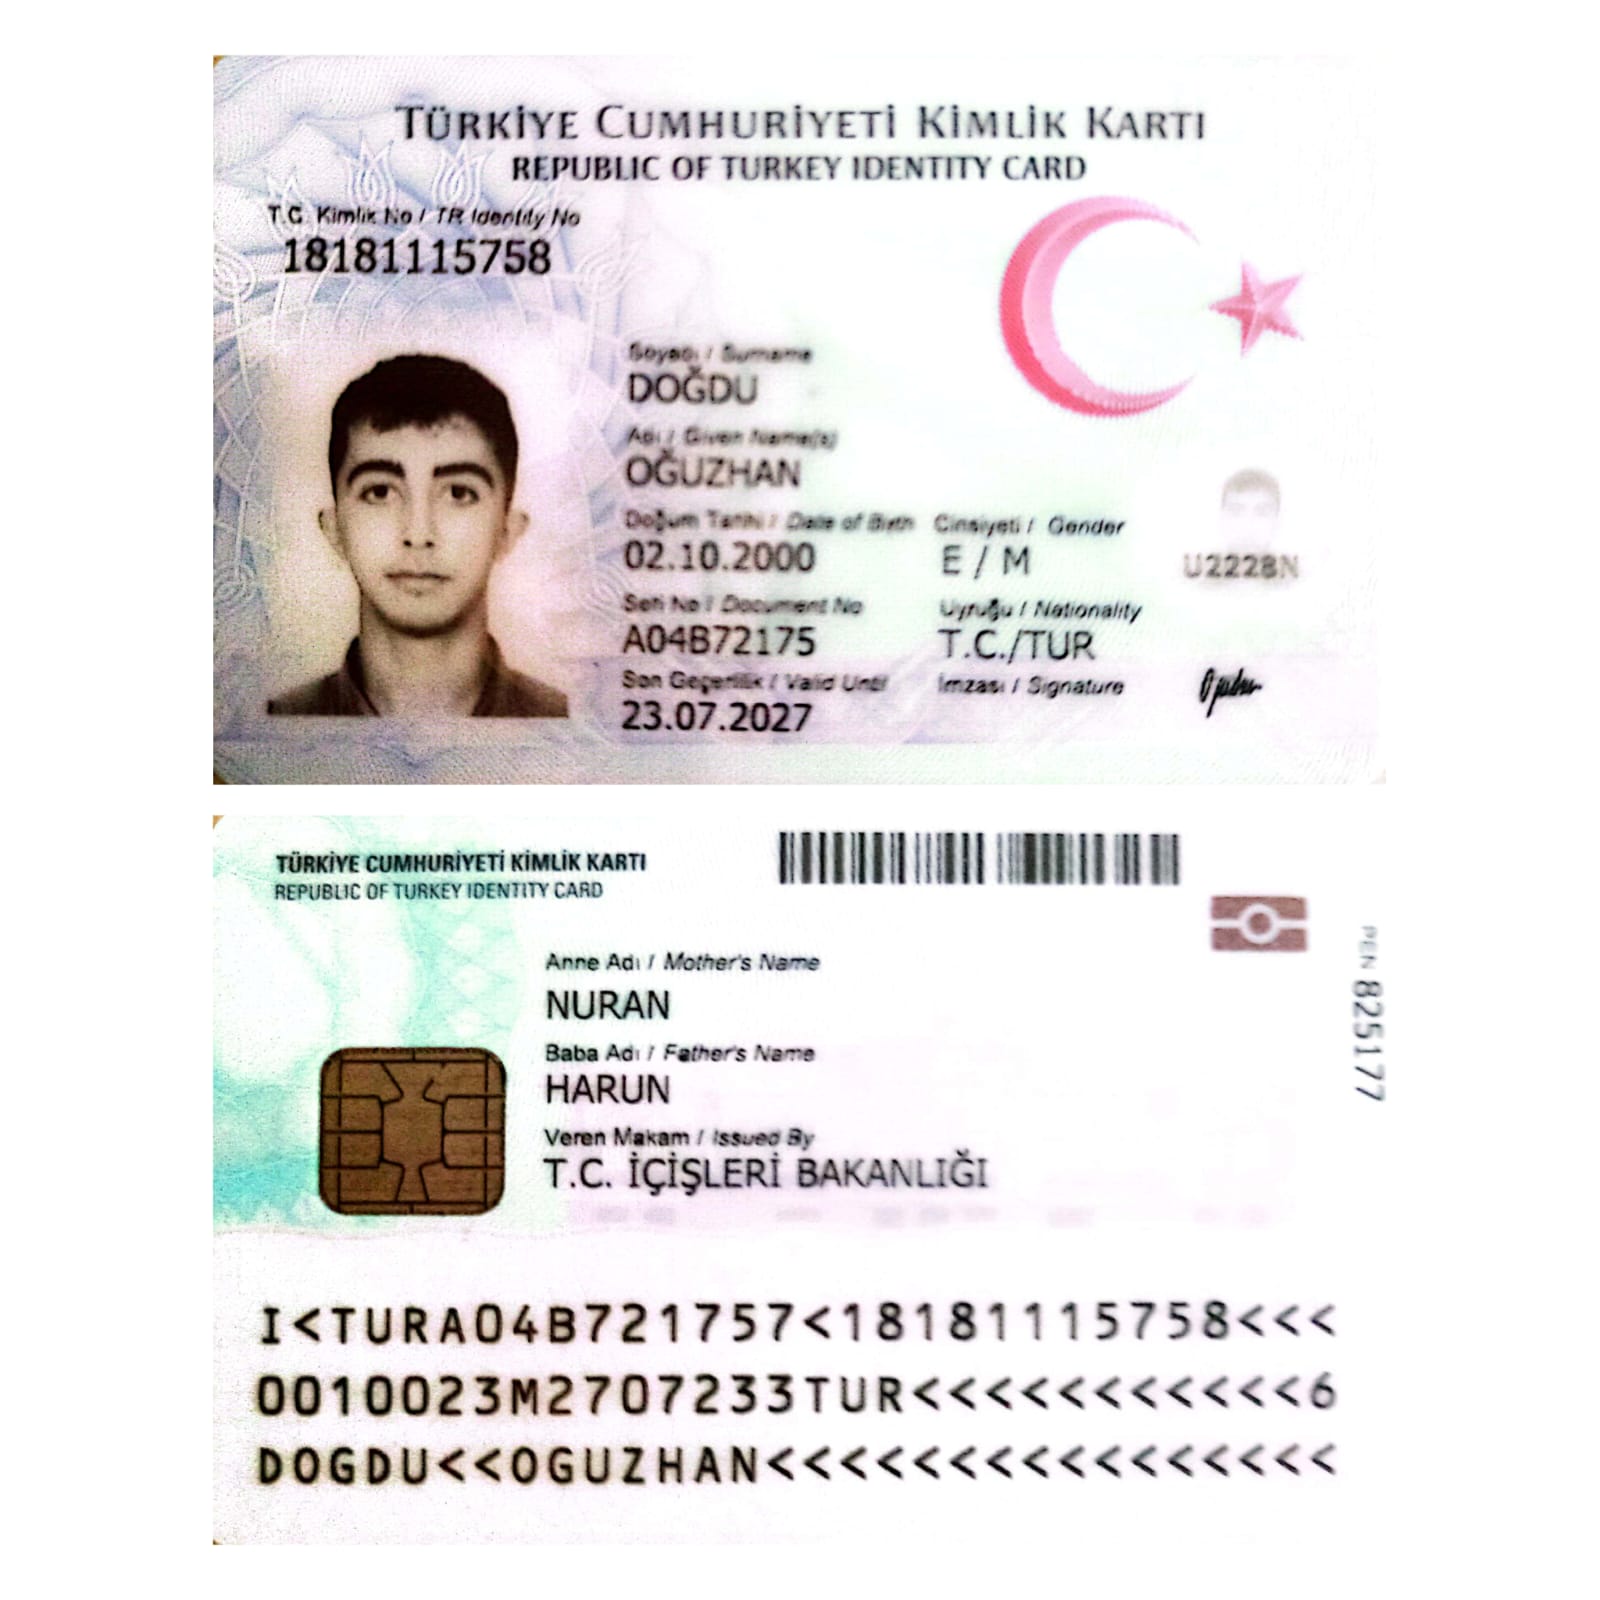 TÜRKİYE CUMHURİYETİ KİMLİK KARTI
REPUBLIC OF TURKEY IDENTITY CARD
T.C. Kimlik No / TR Identity No
18181115758
Soyadı / Surname
DOĞDU
Adı / Given Name(s)
OĞUZHAN
Doğum Tarihi / Date of Birth Cinsiyeti / Gender
02.10.2000 E / M
U2228N
Seri No / Document No Uyruğu / Nationality
A04B72175 T.C./TUR
Son Geçerlilik / Valid Until İmzası / Signature
23.07.2027
TÜRKİYE CUMHURİYETİ KİMLİK KARTI
REPUBLIC OF TURKEY IDENTITY CARD
Anne Adı / Mother's Name
NURAN
Baba Adı / Father's Name
HARUN
Veren Makam / Issued By
T.C. İÇİŞLERİ BAKANLIĞI
PEN 825177
I<TURA04B721757<18181115758<<<
0010023M2707233TUR<<<<<<<<<<<6
DOGDU<<OGUZHAN<<<<<<<<<<<<<<<<